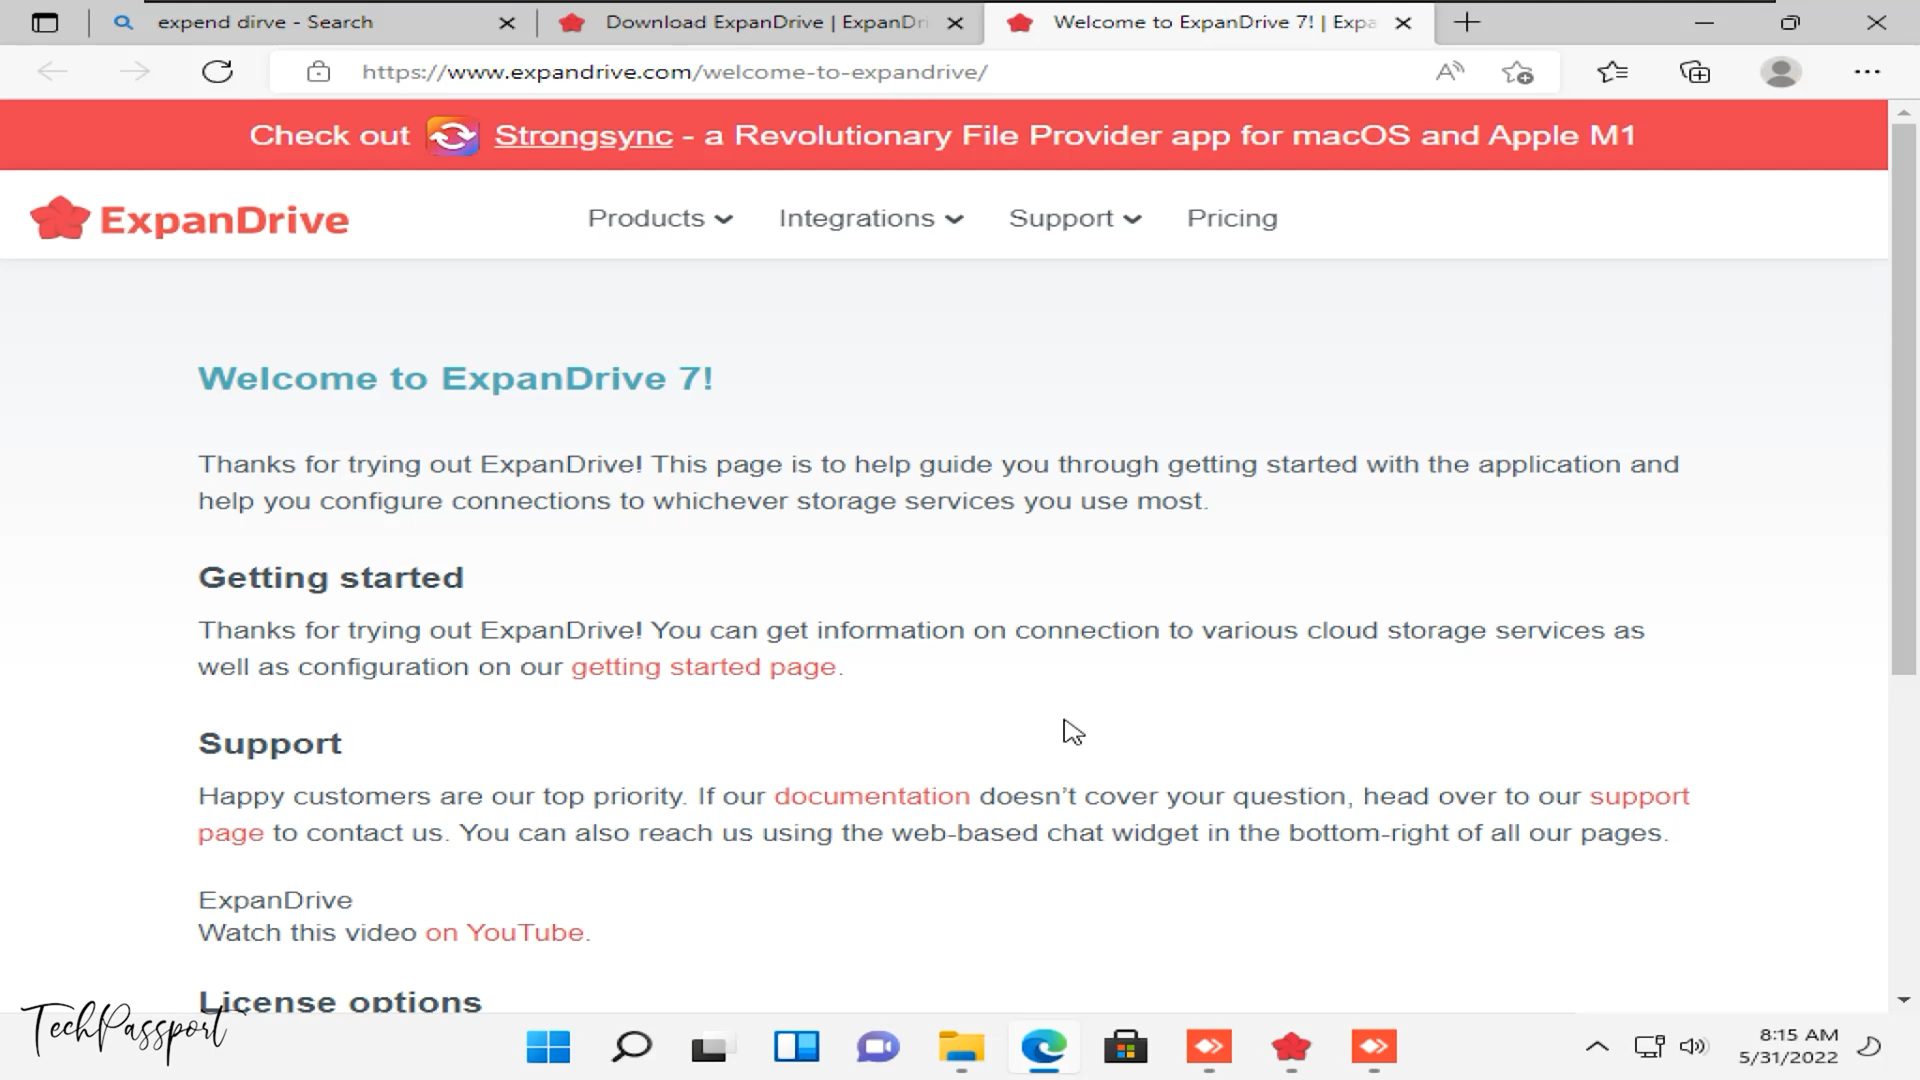 expend dirve - Search
Download ExpanDrive | ExpanDri
Welcome to ExpanDrive 7! | Expa
https://www.expandrive.com/welcome-to-expandrive/
Check out Strongsync - a Revolutionary File Provider app for macOS and Apple M1
ExpanDrive
Products
Integrations
Support
Pricing
Welcome to ExpanDrive 7!
Thanks for trying out ExpanDrive! This page is to help guide you through getting started with the application and
help you configure connections to whichever storage services you use most.
Getting started
Thanks for trying out ExpanDrive! You can get information on connection to various cloud storage services as
well as configuration on our getting started page.
Support
Happy customers are our top priority. If our documentation doesn't cover your question, head over to our support
page to contact us. You can also reach us using the web-based chat widget in the bottom-right of all our pages.
ExpanDrive
Watch this video on YouTube.
License options
TechPassport
8:15 AM
5/31/2022